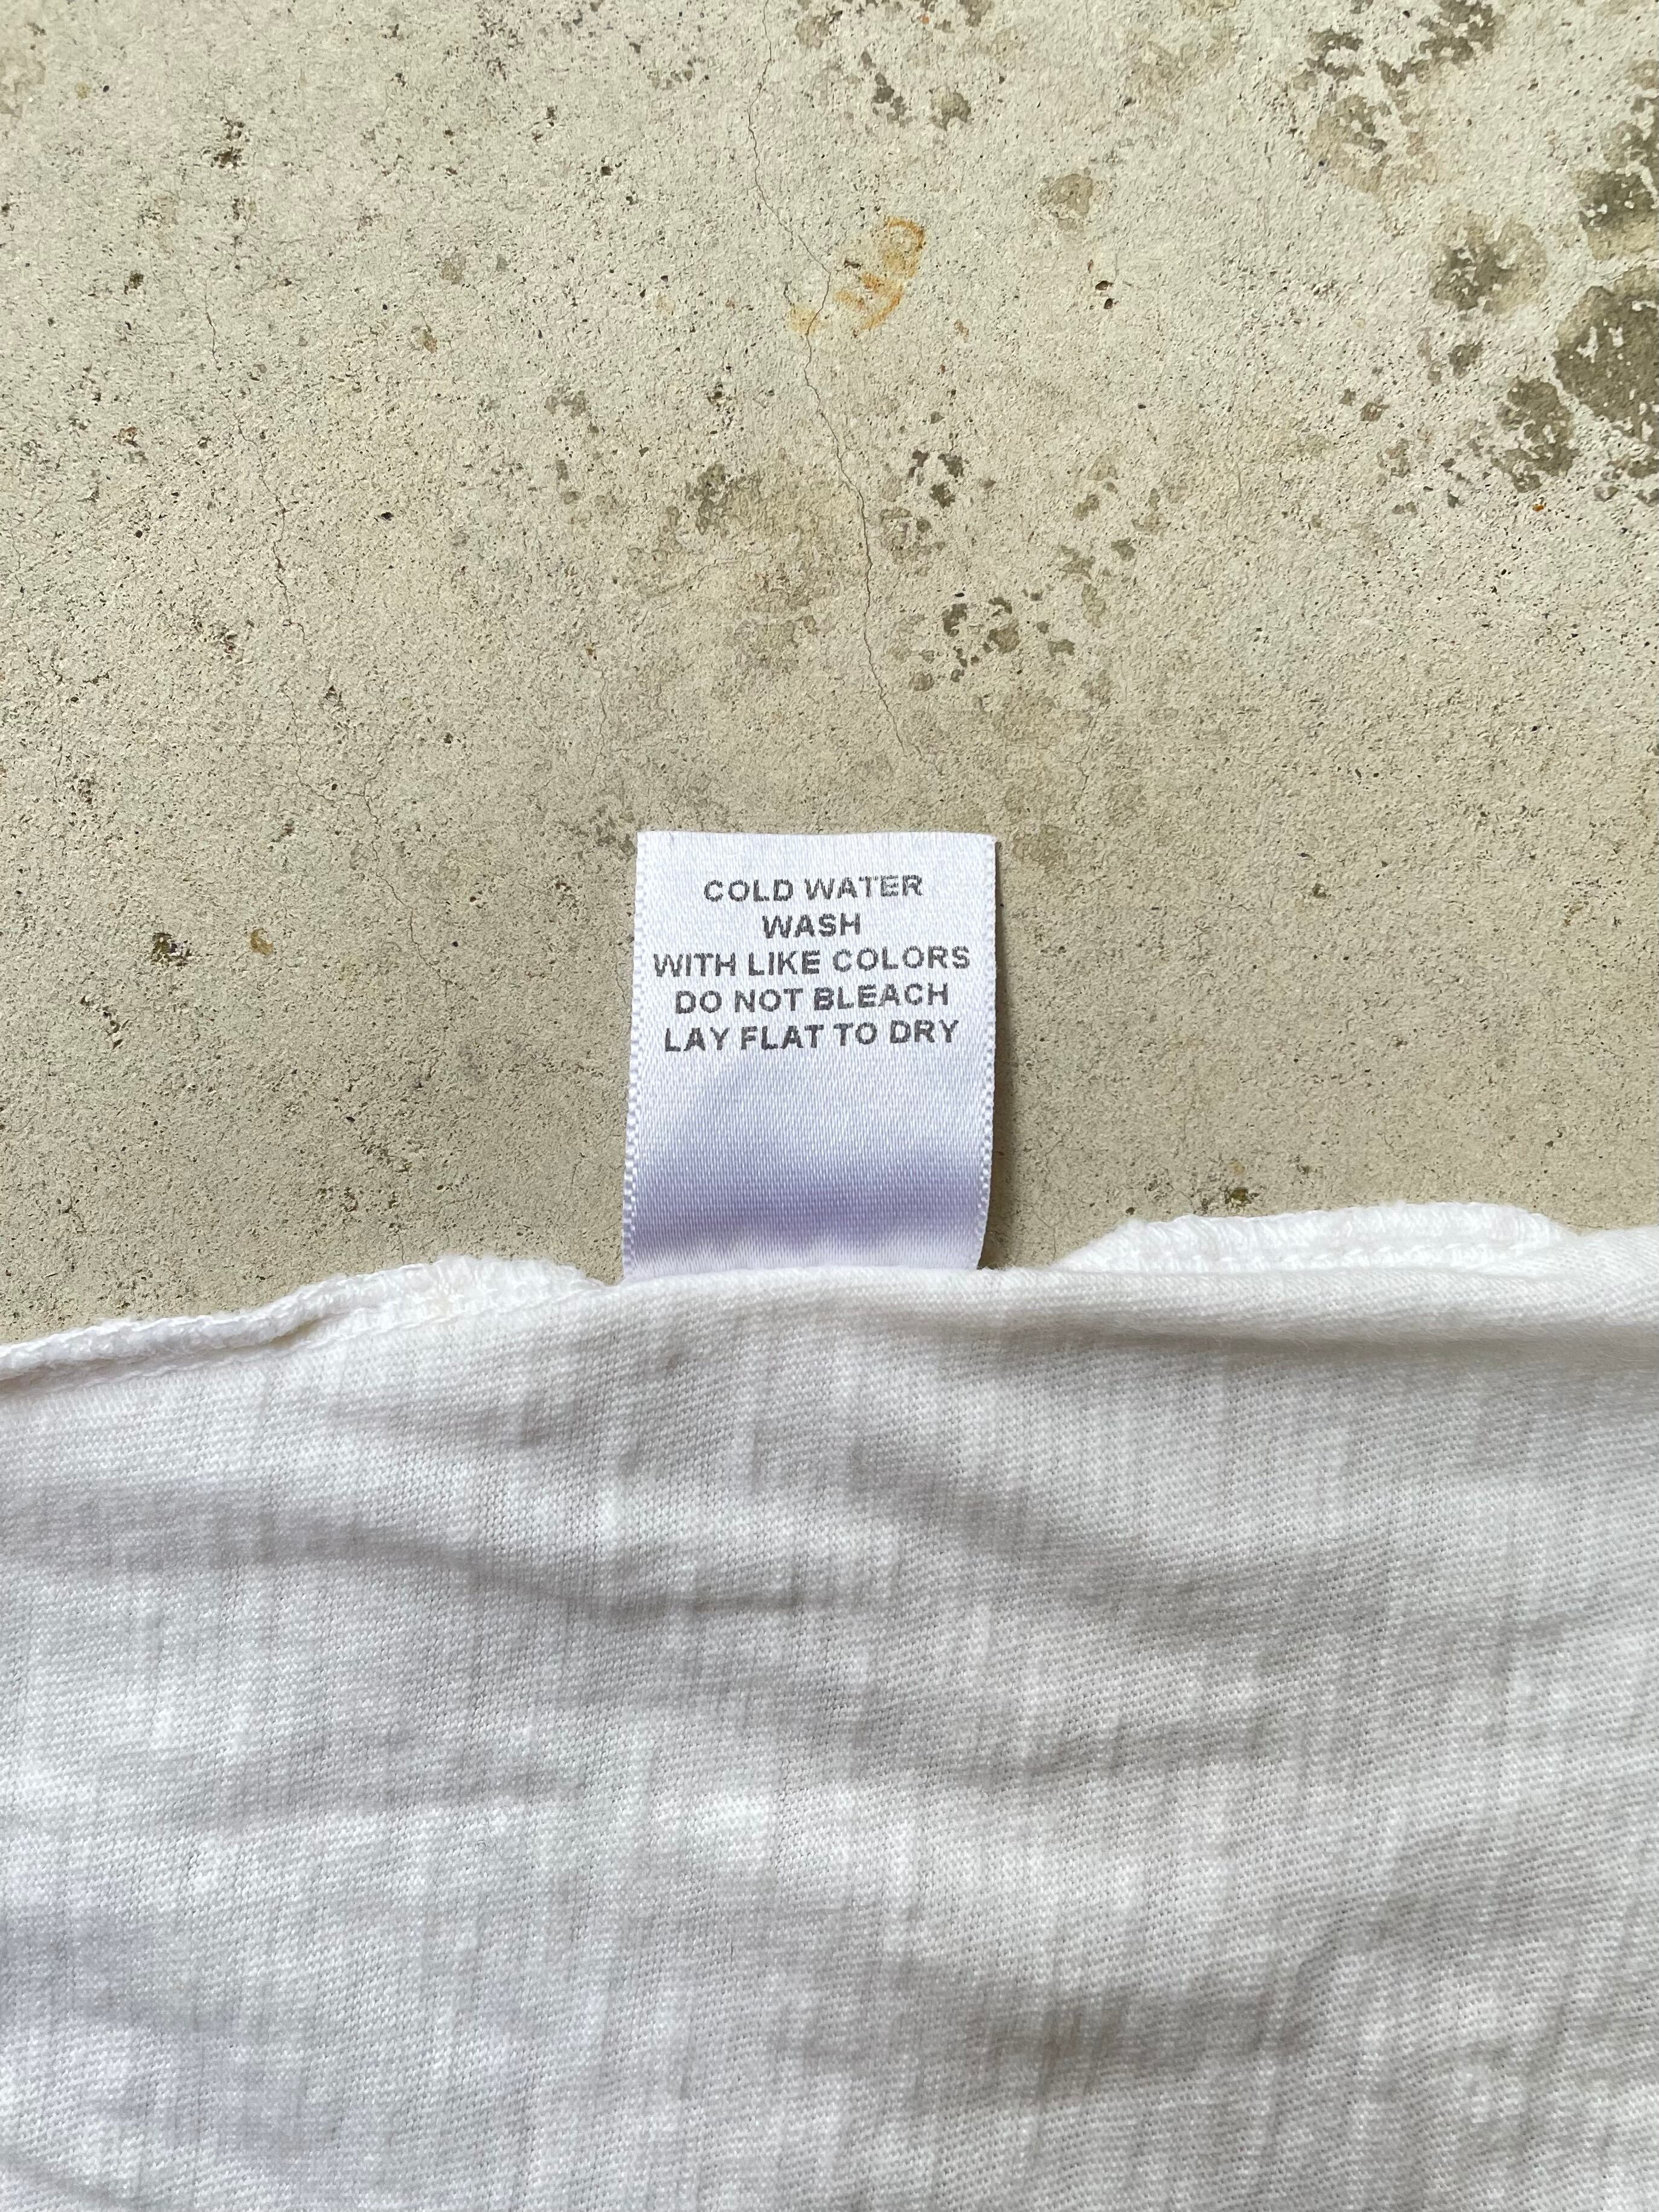 COLD WATER
WASH
WITH LIKE COLORS
DO NOT BLEACH
LAY FLAT TO DRY